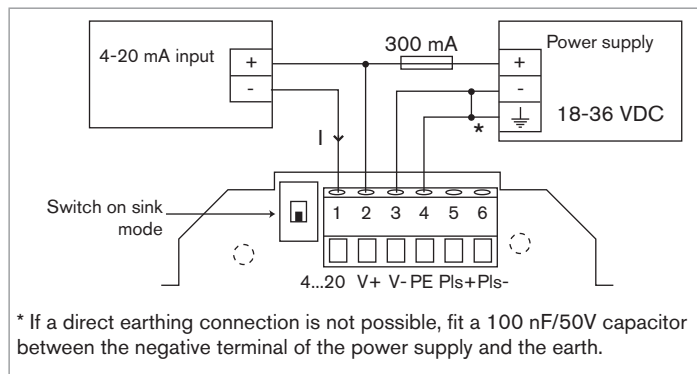 4-20 mA input
+
-
300 mA
Power supply
+
-
18-36 VDC
*
I
Switch on sink
mode
1 2 3 4 5 6
4...20 V+ V- PE Pls+ Pls-
* If a direct earthing connection is not possible, fit a 100 nF/50V capacitor
between the negative terminal of the power supply and the earth.